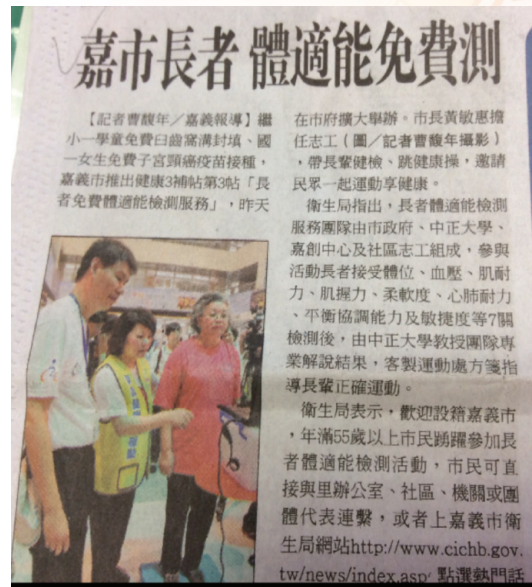 嘉市長者 體適能免費測
【記者曹馥年／嘉義報導】繼
小一學童免費臼齒窩溝封填、國
一女生免費子宮頸癌疫苗接種，
嘉義市推出健康3補帖第3帖「長
者免費體適能檢測服務」，昨天
在市府擴大舉辦。市長黃敏惠擔
任志工（圖／記者曹馥年攝影）
，帶長輩健檢、跳健康操，邀請
民眾一起運動享健康。
衛生局指出，長者體適能檢測
服務團隊由市政府、中正大學、
嘉創中心及社區志工組成，參與
活動長者接受體位、血壓、肌耐
力、肌握力、柔軟度、心肺耐力
、平衡協調能力及敏捷度等7關
檢測後，由中正大學教授團隊專
業解說結果，客製運動處方箋指
導長輩正確運動。
衛生局表示，歡迎設籍嘉義市
，年滿55歲以上市民踴躍參加長
者體適能檢測活動，市民可直
接與里辦公室、社區、機關或團
體代表連繫，或者上嘉義市衛
生局網站http://www.cichb.gov.
tw/news/index.asp/ 點選熱門話